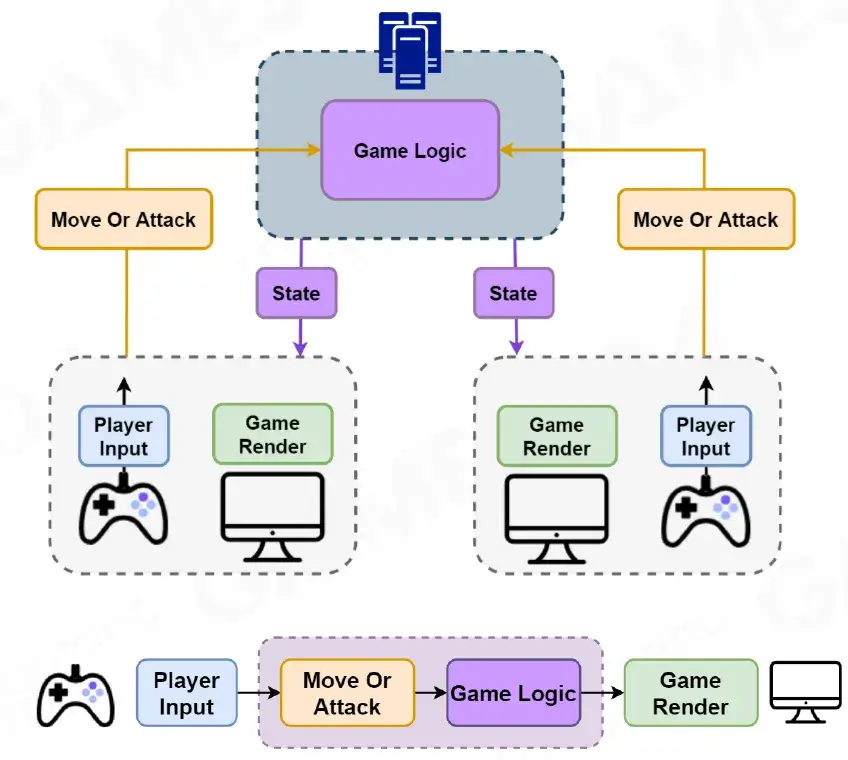 Game Logic
Move Or Attack
Move Or Attack
State
State
Player
Input
Game
Render
Game
Render
Player
Input
Player
Input
Move Or
Attack
Game Logic
Game
Render